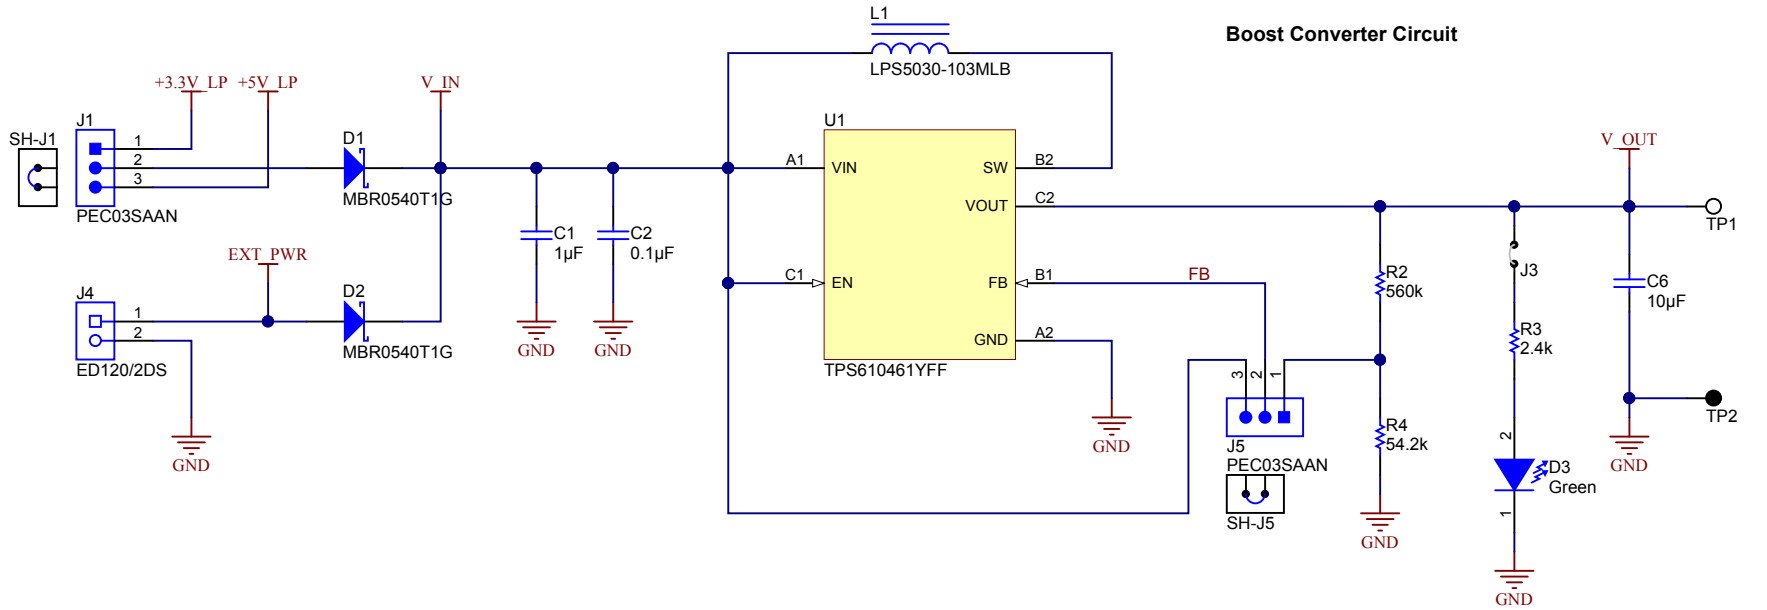 Boost Converter Circuit
L1
LPS5030-103MLB
+3.3V_LP
+5V_LP
V_IN
SH-J1
J1
1
2
3
PEC03SAAN
D1
MBR0540T1G
EXT_PWR
J4
1
2
ED120/2DS
GND
D2
MBR0540T1G
C1
1µF
GND
C2
0.1µF
GND
U1
A1
VIN
C1
EN
SW
B2
VOUT
C2
FB
B1
GND
A2
TPS610461YFF
GND
FB
3
2
1
J5
PEC03SAAN
SH-J5
R2
560k
R4
54.2k
GND
J3
R3
2.4k
2
D3
Green
1
GND
V_OUT
C6
10µF
GND
TP1
TP2